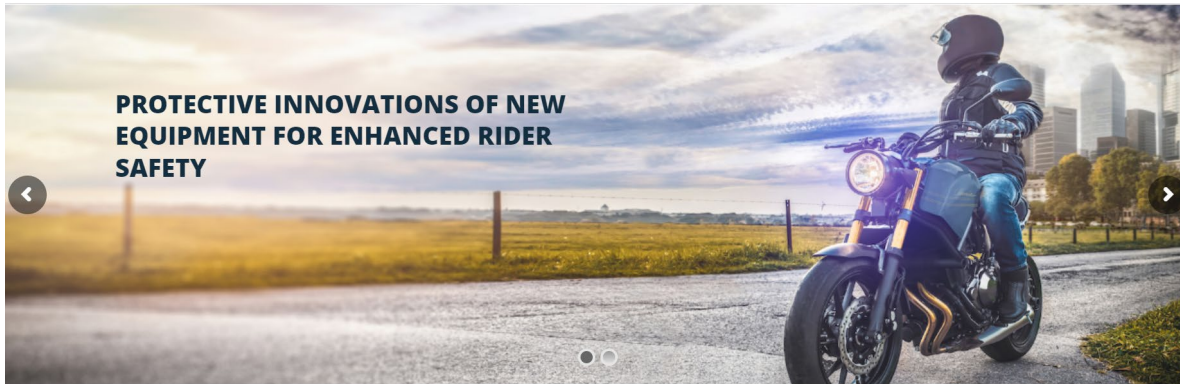 PROTECTIVE INNOVATIONS OF NEW
EQUIPMENT FOR ENHANCED RIDER
SAFETY